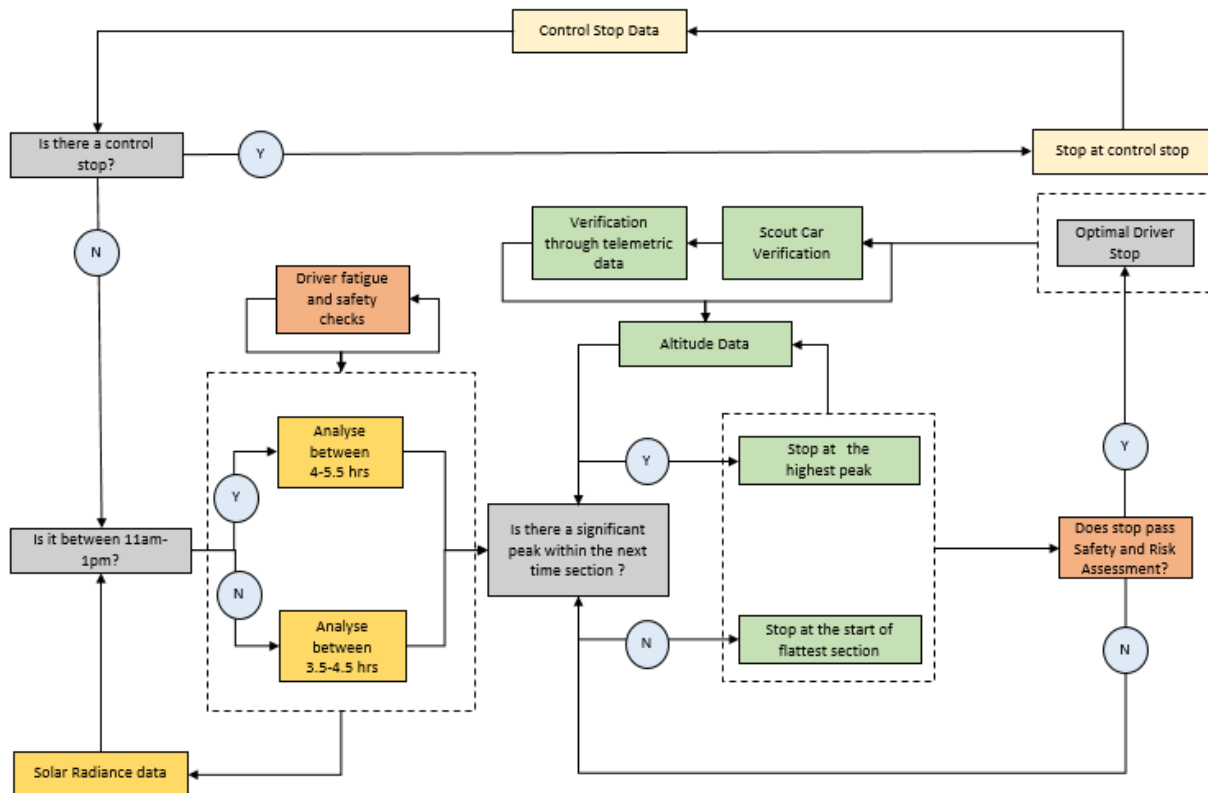 Control Stop Data
Is there a control
stop?
Y
Stop at control stop
N
Verification
through telemetric
data
Scout Car
Verification
Optimal Driver
Stop
Driver fatigue
and safety
checks
Altitude Data
Analyse
between
4-5.5 hrs
Y
Y
Stop at the
highest peak
Y
Is it between 11am-
1pm?
Is there a significant
peak within the next
time section ?
Does stop pass
Safety and Risk
Assessment?
N
Analyse
between
3.5-4.5 hrs
N
Stop at the start of
flattest section
N
Solar Radiance data